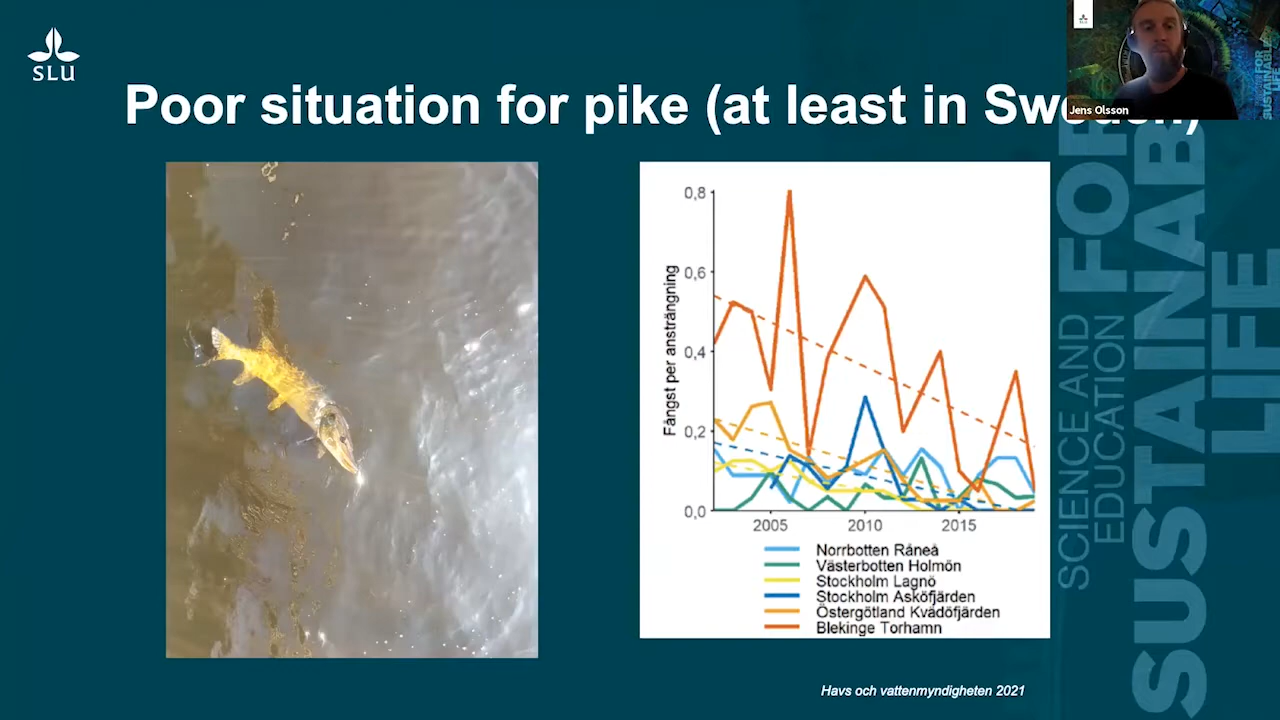 SLU
Poor situation for pike (at least in
Jens Olsson
SCIENCE AND
EDUCATION
FOR
SUSTAINABLE
LIFE
Fångst per ansträngning
0,8
0,6
0,4
0,2
0,0
2005 2010 2015
Norrbotten Råneå
Västerbotten Holmön
Stockholm Lagnö
Stockholm Asköfjärden
Östergötland Kvädöfjärden
Blekinge Torhamn
Havs och vattenmyndigheten 2021